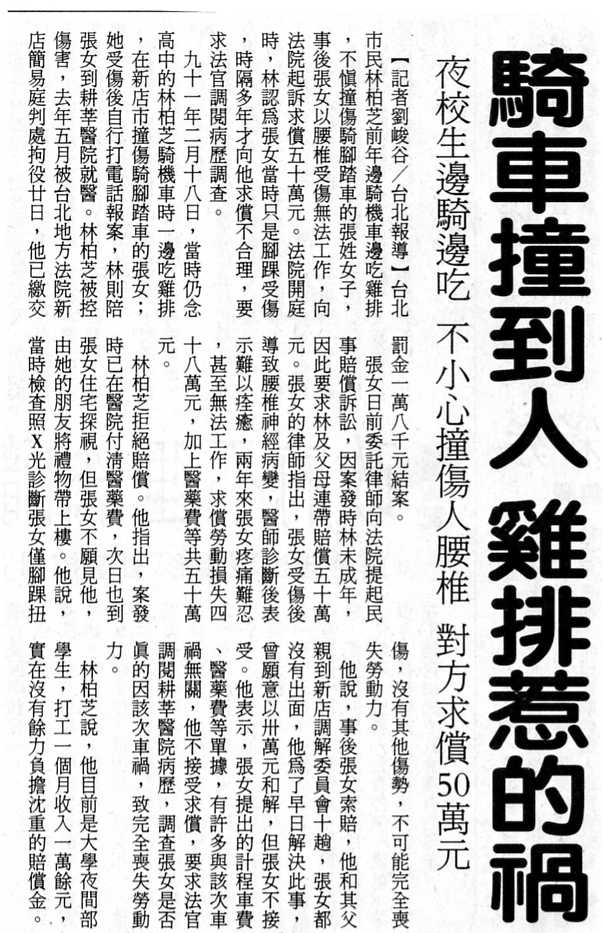 騎車撞到人 雞排惹的禍
夜校生邊騎邊吃 不小心撞傷人腰椎 對方求償50萬元
【記者劉峻谷／台北報導】台北
市民林柏芝前年邊騎機車邊吃雞排
，不慎撞傷騎腳踏車的張姓女子，
事後張女以腰椎受傷無法工作，向
法院起訴求償五十萬元。法院開庭
時，林認為張女當時只是腳踝受傷
，時隔多年才向他求償不合理，要
求法官調閱病歷調查。
九十一年二月十八日，當時仍念
高中的林柏芝騎機車時一邊吃雞排
，在新店市撞傷騎腳踏車的張女；
她受傷後自行打電話報案，林則陪
張女到耕莘醫院就醫。林柏芝被控
傷害，去年五月被台北地方法院新
店簡易庭判處拘役廿日，他已繳交
罰金一萬八千元結案。
張女日前委託律師向法院提起民
事賠償訴訟，因案發時林未成年，
因此要求林及父母連帶賠償五十萬
元。張女的律師指出，張女受傷後
導致腰椎神經病變，醫師診斷後表
示難以痊癒，兩年來張女疼痛難忍
，甚至無法工作，求償勞動損失四
十八萬元，加上醫藥費等共五十萬
元。
林柏芝拒絕賠償。他指出，案發
時已在醫院付清醫藥費，次日也到
張女住宅探視，但張女不願見他，
由她的朋友將禮物帶上樓。他說，
當時檢查照X光診斷張女僅腳踝扭
傷，沒有其他傷勢，不可能完全喪
失勞動力。
他說，事後張女索賠，他和其父
親到新店調解委員會十趟，張女都
沒有出面，他為了早日解決此事，
曾願意以卅萬元和解，但張女不接
受。他表示，張女提出的計程車費
、醫藥費等單據，有許多與該次車
禍無關，他不接受求償，要求法官
調閱耕莘醫院病歷，調查張女是否
真的因該次車禍，致完全喪失勞動
力。
林柏芝說，他目前是大學夜間部
學生，打工一個月收入一萬餘元，
實在沒有餘力負擔沈重的賠償金。